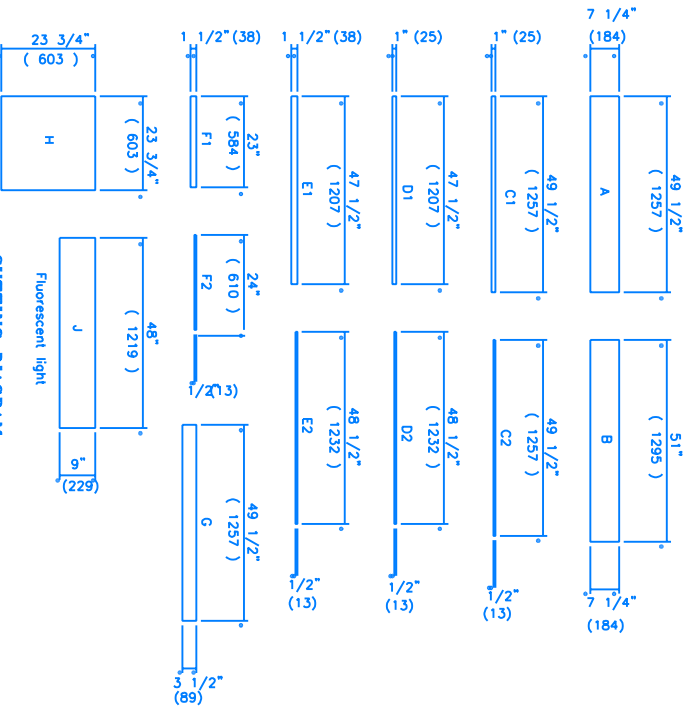 7 1/4"
(184)
1" (25)
1" (25)
1 1/2" (38)
1 1/2" (38)
23 3/4"
( 603 )
49 1/2"
( 1257 )
A
49 1/2"
( 1257 )
C1
47 1/2"
( 1207 )
D1
47 1/2"
( 1207 )
E1
23"
( 584 )
F1
23 3/4"
( 603 )
H
51"
( 1295 )
B
7 1/4"
(184)
49 1/2"
( 1257 )
C2
1/2"
(13)
48 1/2"
( 1232 )
D2
1/2"
(13)
48 1/2"
( 1232 )
E2
1/2"
(13)
24"
( 610 )
F2
1/2"(13)
49 1/2"
( 1257 )
G
3 1/2"
(89)
48"
( 1219 )
J
9"
(229)
Fluorescent light